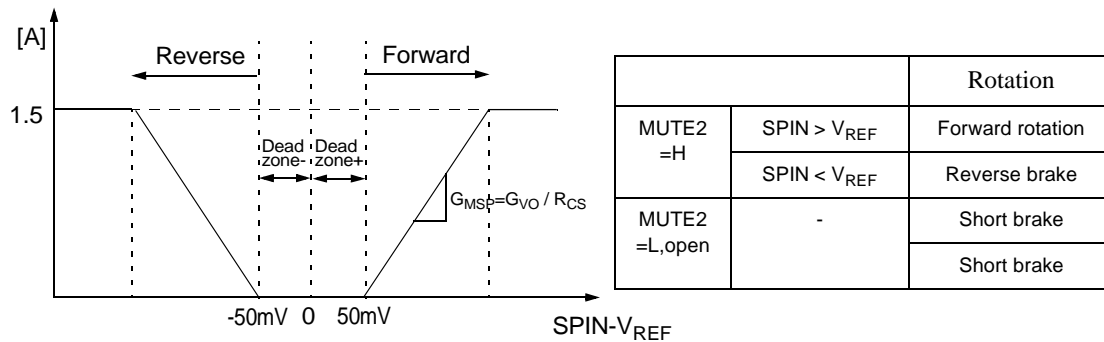 [A]
Reverse
Forward
1.5
Dead
zone-
Dead
zone+
G_MSP=G_VO / R_CS
-50mV
0
50mV
SPIN-V_REF
Rotation
MUTE2
=H
SPIN > V_REF
Forward rotation
SPIN < V_REF
Reverse brake
MUTE2
=L,open
-
Short brake
Short brake